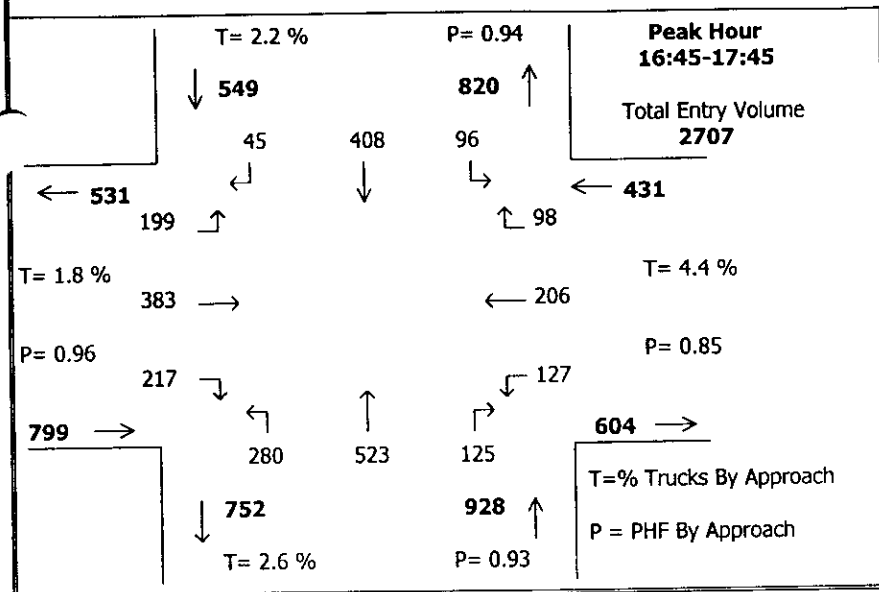 T= 2.2 %
P= 0.94
Peak Hour
16:45-17:45
549
820
Total Entry Volume
2707
45
408
96
531
431
199
98
T= 1.8 %
T= 4.4 %
383
206
P= 0.96
P= 0.85
217
127
799
604
280
523
125
T=% Trucks By Approach
752
928
P = PHF By Approach
T= 2.6 %
P= 0.93